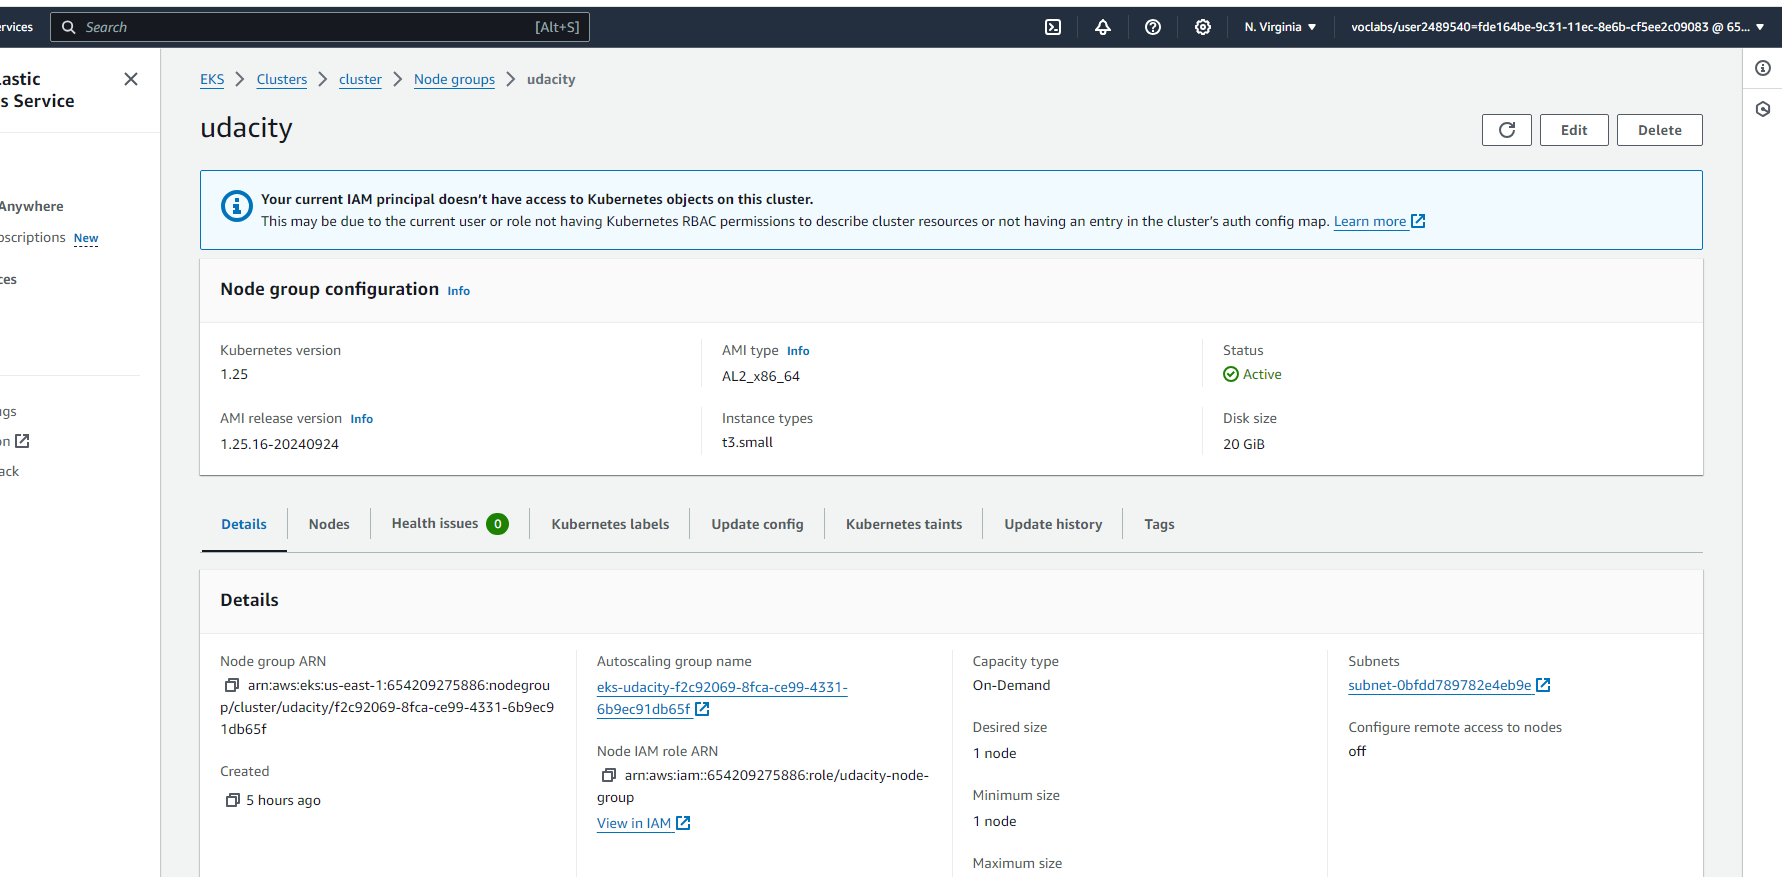 Search [Alt+S]
N. Virginia
voclabs/user2489540=fde164be-9c31-11ec-8e6b-cf5ee2c09083 @ 65...
ervices
lastic
s Service
Anywhere
oscriptions New
ces
ngs
on
ack
EKS > Clusters > cluster > Node groups > udacity
udacity
Edit
Delete
Your current IAM principal doesn’t have access to Kubernetes objects on this cluster.
This may be due to the current user or role not having Kubernetes RBAC permissions to describe cluster resources or not having an entry in the cluster’s auth config map. Learn more
Node group configuration Info
Kubernetes version
1.25
AMI release version Info
1.25.16-20240924
AMI type Info
AL2_x86_64
Instance types
t3.small
Status
Active
Disk size
20 GiB
Details
Nodes
Health issues 0
Kubernetes labels
Update config
Kubernetes taints
Update history
Tags
Details
Node group ARN
arn:aws:eks:us-east-1:654209275886:nodegrou
p/cluster/udacity/f2c92069-8fca-ce99-4331-6b9ec9
1db65f
Created
5 hours ago
Autoscaling group name
eks-udacity-f2c92069-8fca-ce99-4331-
6b9ec91db65f
Node IAM role ARN
arn:aws:iam::654209275886:role/udacity-node-
group
View in IAM
Capacity type
On-Demand
Desired size
1 node
Minimum size
1 node
Maximum size
Subnets
subnet-0bfdd789782e4eb9e
Configure remote access to nodes
off